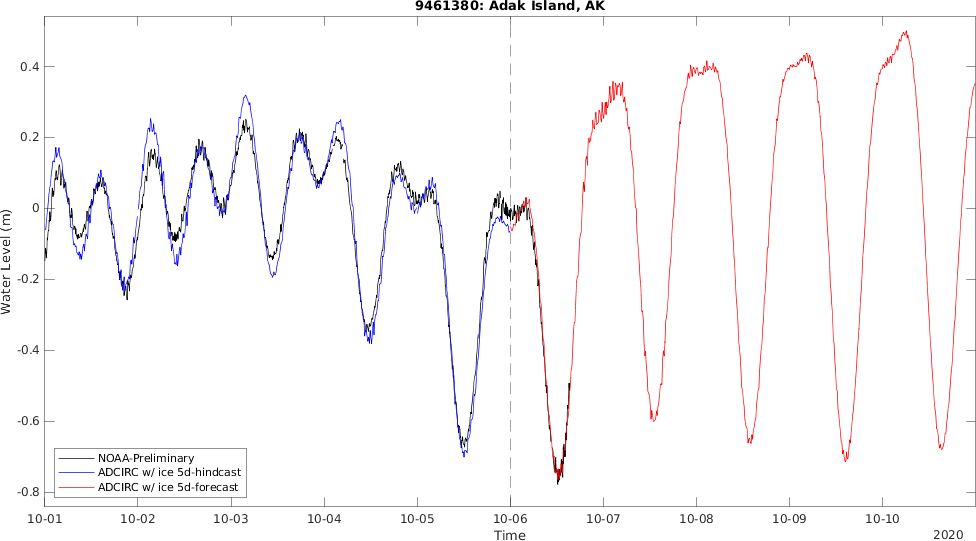 9461380: Adak Island, AK
Water Level (m)
0.4
0.2
0
-0.2
-0.4
-0.6
-0.8
NOAA-Preliminary
ADCIRC w/ ice 5d-hindcast
ADCIRC w/ ice 5d-forecast
10-01 10-02 10-03 10-04 10-05 10-06 10-07 10-08 10-09 10-10
Time
2020